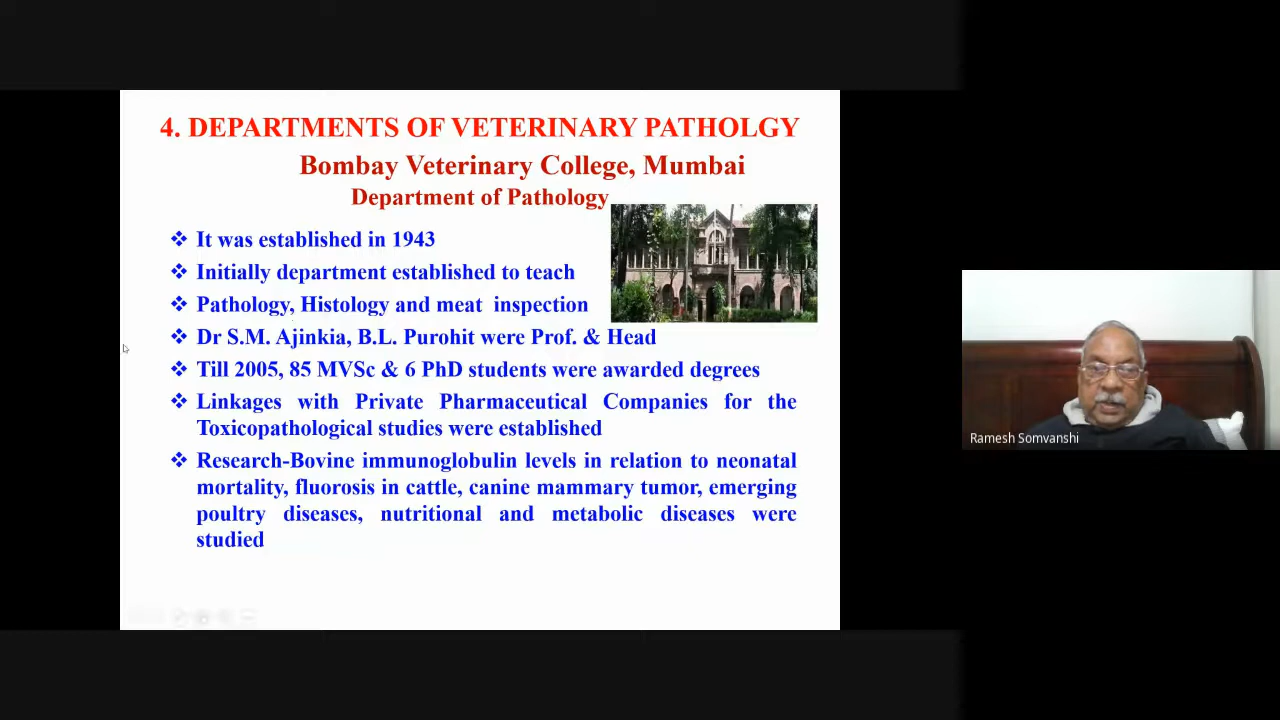 4. DEPARTMENTS OF VETERINARY PATHOLGY
Bombay Veterinary College, Mumbai
Department of Pathology
❖ It was established in 1943
❖ Initially department established to teach
❖ Pathology, Histology and meat inspection
❖ Dr S.M. Ajinkia, B.L. Purohit were Prof. & Head
❖ Till 2005, 85 MVSc & 6 PhD students were awarded degrees
❖ Linkages with Private Pharmaceutical Companies for the
Toxicopathological studies were established
❖ Research-Bovine immunoglobulin levels in relation to neonatal
mortality, fluorosis in cattle, canine mammary tumor, emerging
poultry diseases, nutritional and metabolic diseases were
studied
Ramesh Somvanshi